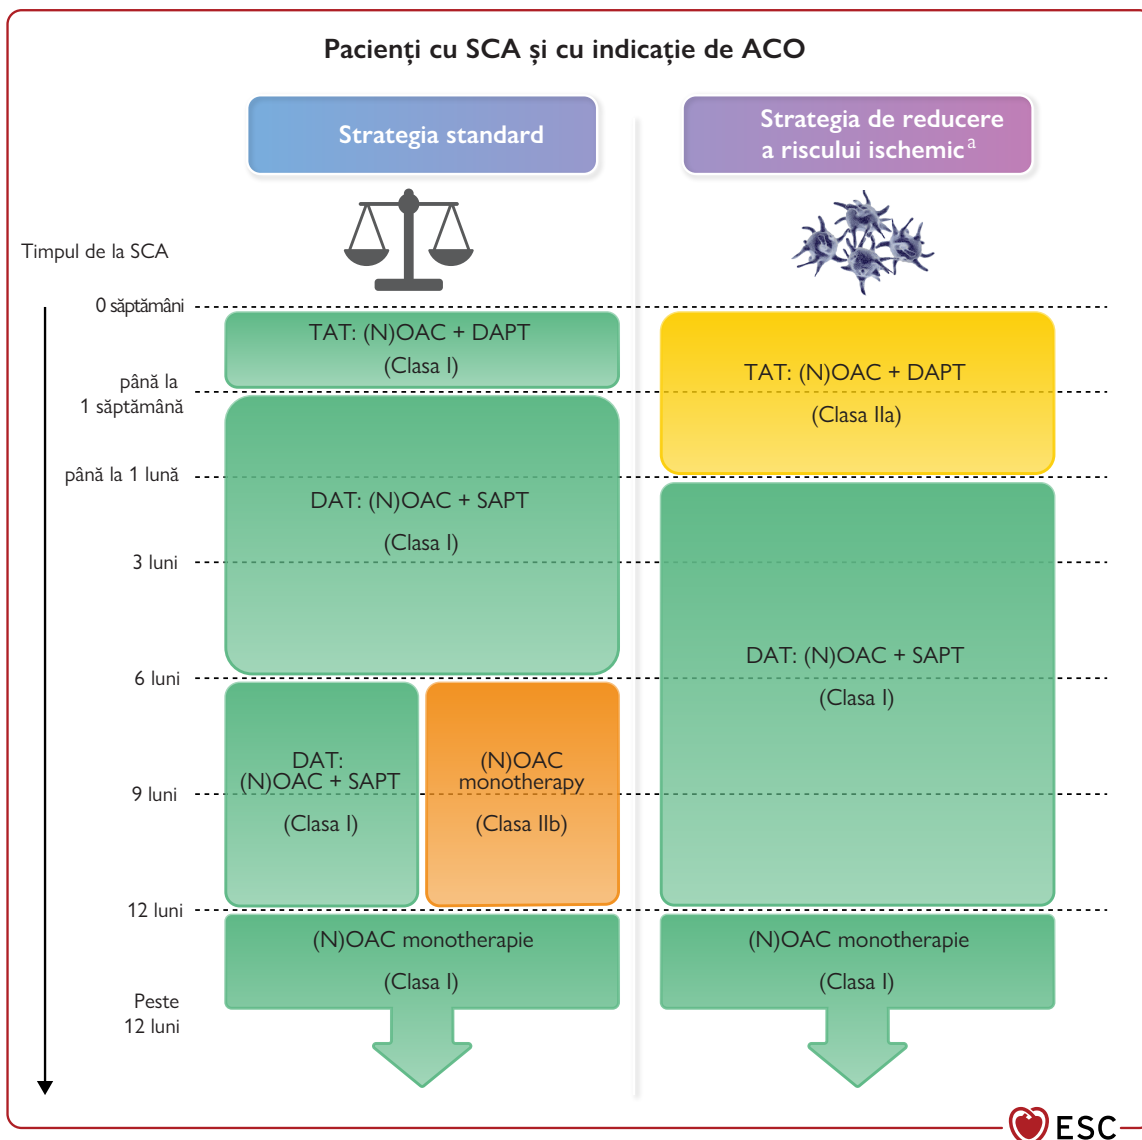 Pacienți cu SCA și cu indicație de ACO
Strategia standard
Strategia de reducere
a riscului ischemic a
Timpul de la SCA
0 săptămâni
TAT: (N)OAC + DAPT
(Clasa I)
TAT: (N)OAC + DAPT
(Clasa IIa)
până la
1 săptămână
până la 1 lună
DAT: (N)OAC + SAPT
(Clasa I)
3 luni
DAT: (N)OAC + SAPT
(Clasa I)
6 luni
DAT:
(N)OAC + SAPT
(Clasa I)
(N)OAC
monotherapy
(Clasa IIb)
9 luni
12 luni
(N)OAC monotherapie
(Clasa I)
(N)OAC monotherapie
(Clasa I)
Peste
12 luni
ESC